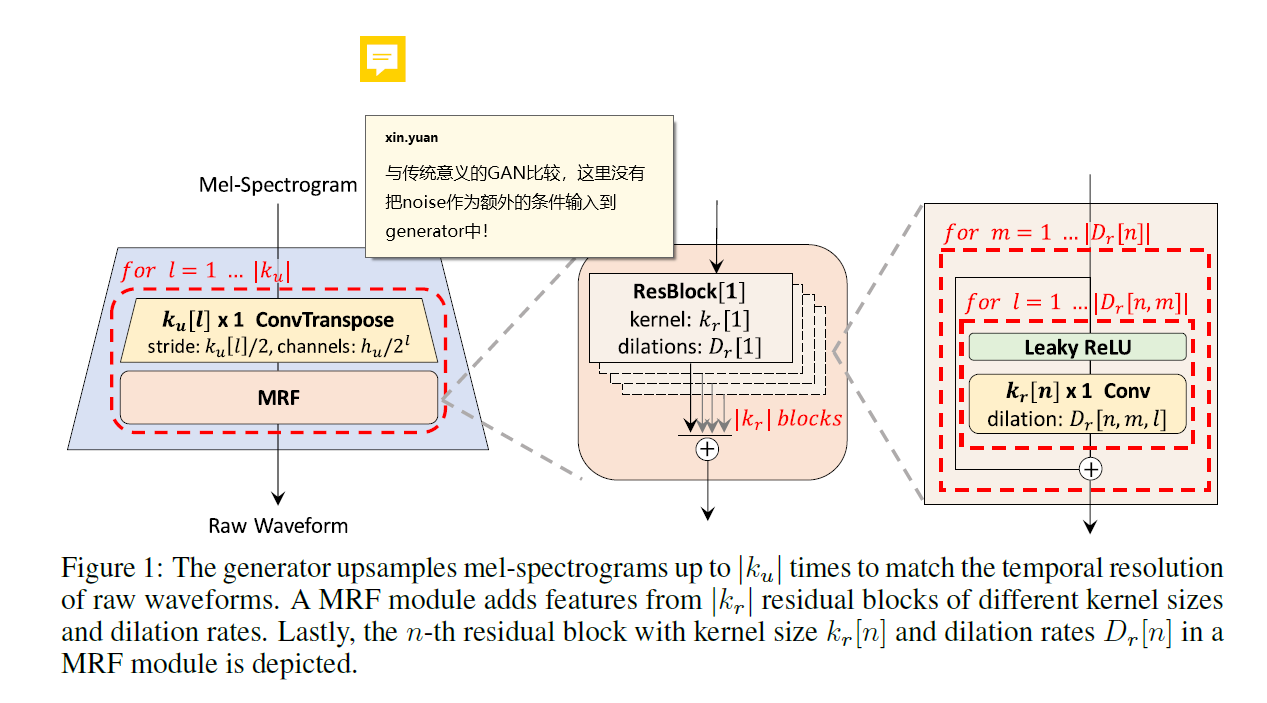 xin.yuan
与传统意义的GAN比较，这里没有
把noise作为额外的条件输入到
generator中！
Mel-Spectrogram
for l = 1 … |k_u|
k_u[l] x 1 ConvTranspose
stride: k_u[l]/2, channels: h_u/2^l
MRF
Raw Waveform
ResBlock[1]
kernel: k_r[1]
dilations: D_r[1]
|k_r| blocks
+
for m = 1 … |D_r[n]|
for l = 1 …|D_r[n, m]|
Leaky ReLU
k_r[n] x 1 Conv
dilation: D_r[n, m, l]
+
Figure 1: The generator upsamples mel-spectrograms up to |k_u| times to match the temporal resolution
of raw waveforms. A MRF module adds features from |k_r| residual blocks of different kernel sizes
and dilation rates. Lastly, the n-th residual block with kernel size k_r[n] and dilation rates D_r[n] in a
MRF module is depicted.